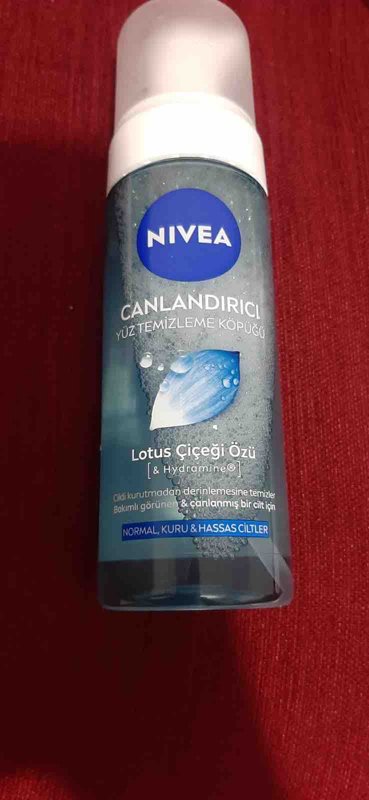 NIVEA
CANLANDIRICI
YÜZ TEMİZLEME KÖPÜĞÜ
Lotus Çiçeği Özü
[& Hydramine®]
Cildi kurutmadan derinlemesine temizler
Bakımlı görünen & canlanmış bir cilt için
NORMAL, KURU & HASSAS CİLTLER